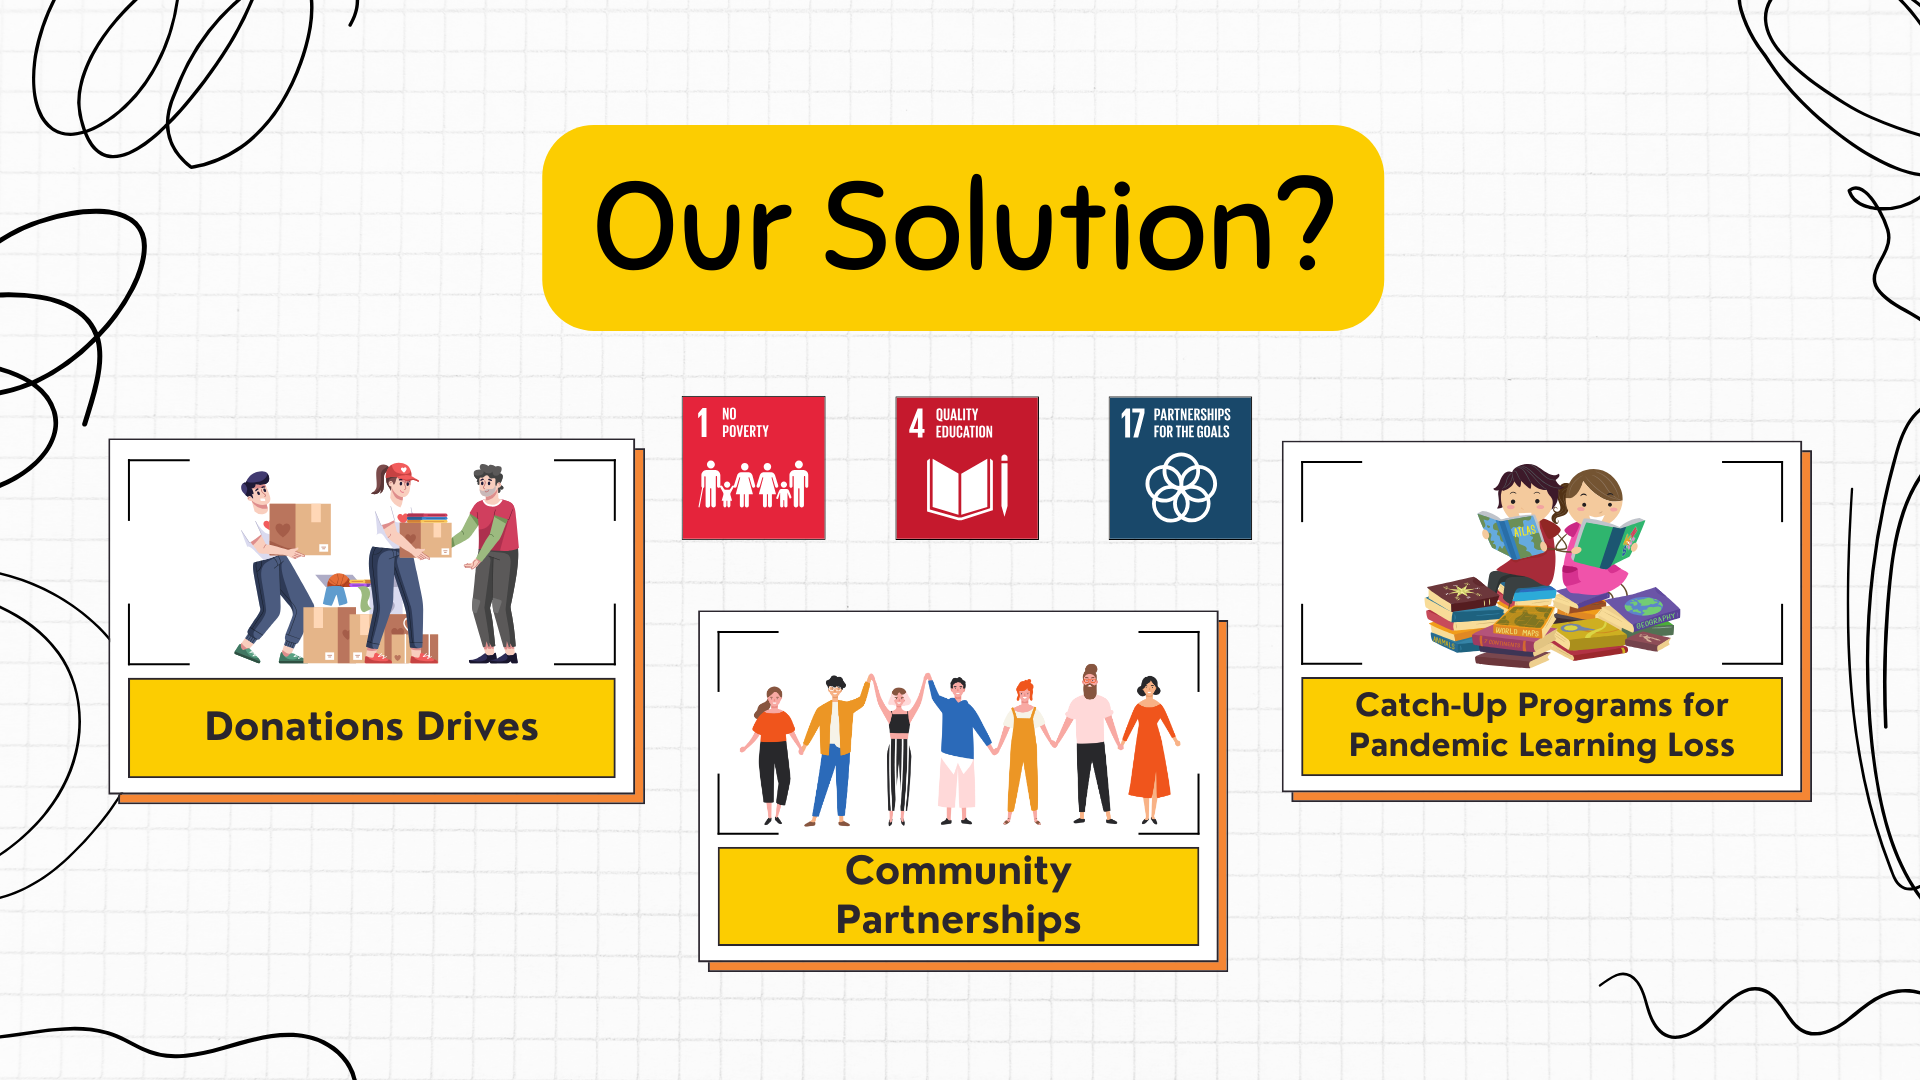 Our Solution?
1 NO
POVERTY
4 QUALITY
EDUCATION
17 PARTNERSHIPS
FOR THE GOALS
Donations Drives
Community
Partnerships
ATLAS
WORLD MAPS
GEOGRAPHY
Catch-Up Programs for
Pandemic Learning Loss